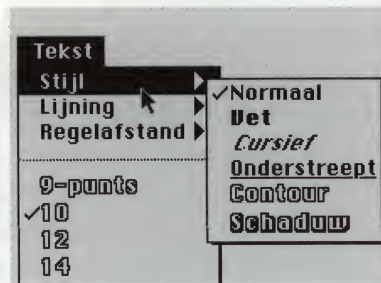 Tekst
Stijl
Lijning
Regelafstand
9-punts
✓10
12
14
✓Normaal
Vet
Cursief
Onderstreept
Contour
Schaduw